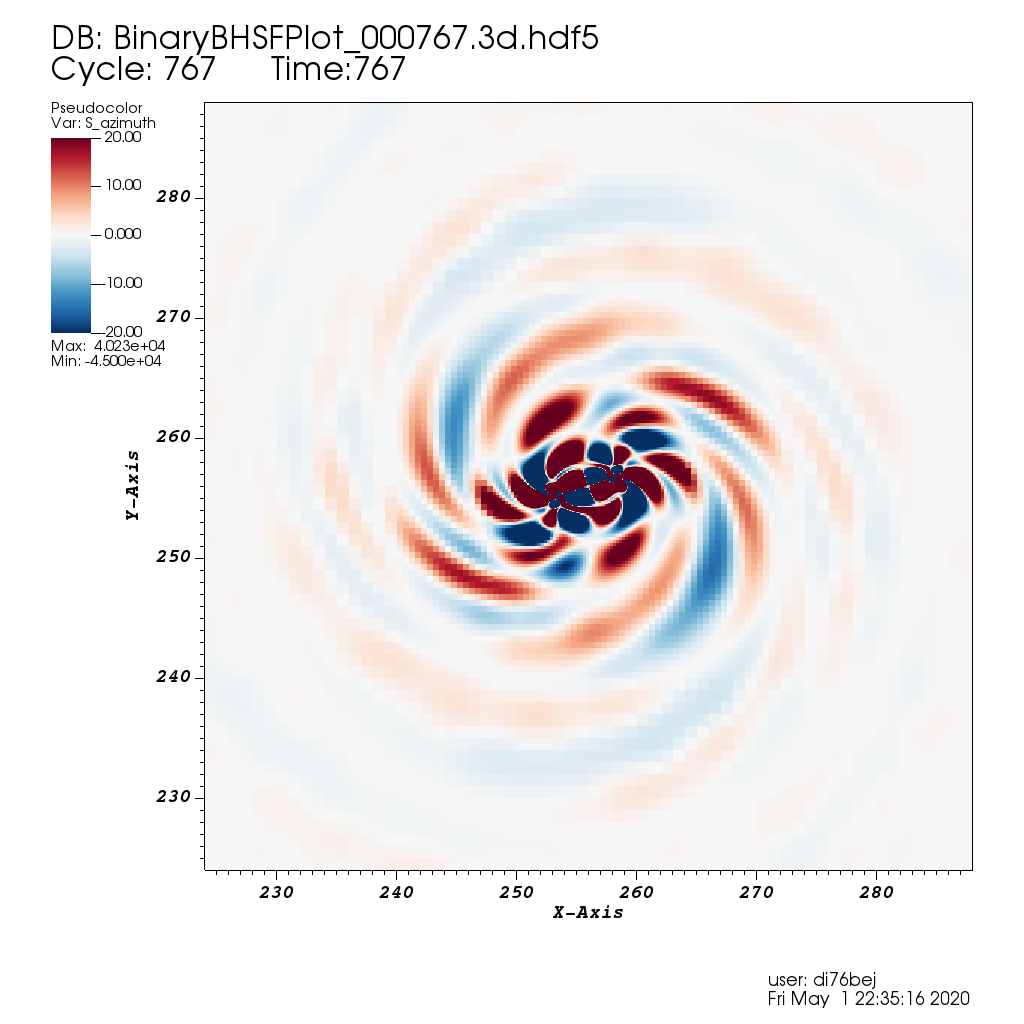 DB: BinaryBHSFPlot_000767.3d.hdf5
Cycle: 767 Time:767
Pseudocolor
Var: S_azimuth
20.00
10.00
0.000
-10.00
-20.00
Max: 4.023e+04
Min: -4.500e+04
280
270
260
250
240
230
Y-Axis
230 240 250 260 270 280
X-Axis
user: di76bej
Fri May 1 22:35:16 2020